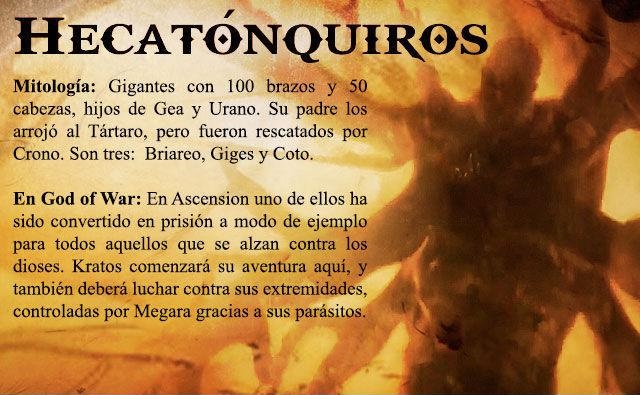 HECATÓNQUIROS
Mitología: Gigantes con 100 brazos y 50
cabezas, hijos de Gea y Urano. Su padre los
arrojó al Tártaro, pero fueron rescatados por
Crono. Son tres: Briareo, Giges y Coto.
En God of War: En Ascension uno de ellos ha
sido convertido en prisión a modo de ejemplo
para todos aquellos que se alzan contra los
dioses. Kratos comenzará su aventura aquí, y
también deberá luchar contra sus extremidades,
controladas por Megara gracias a sus parásitos.